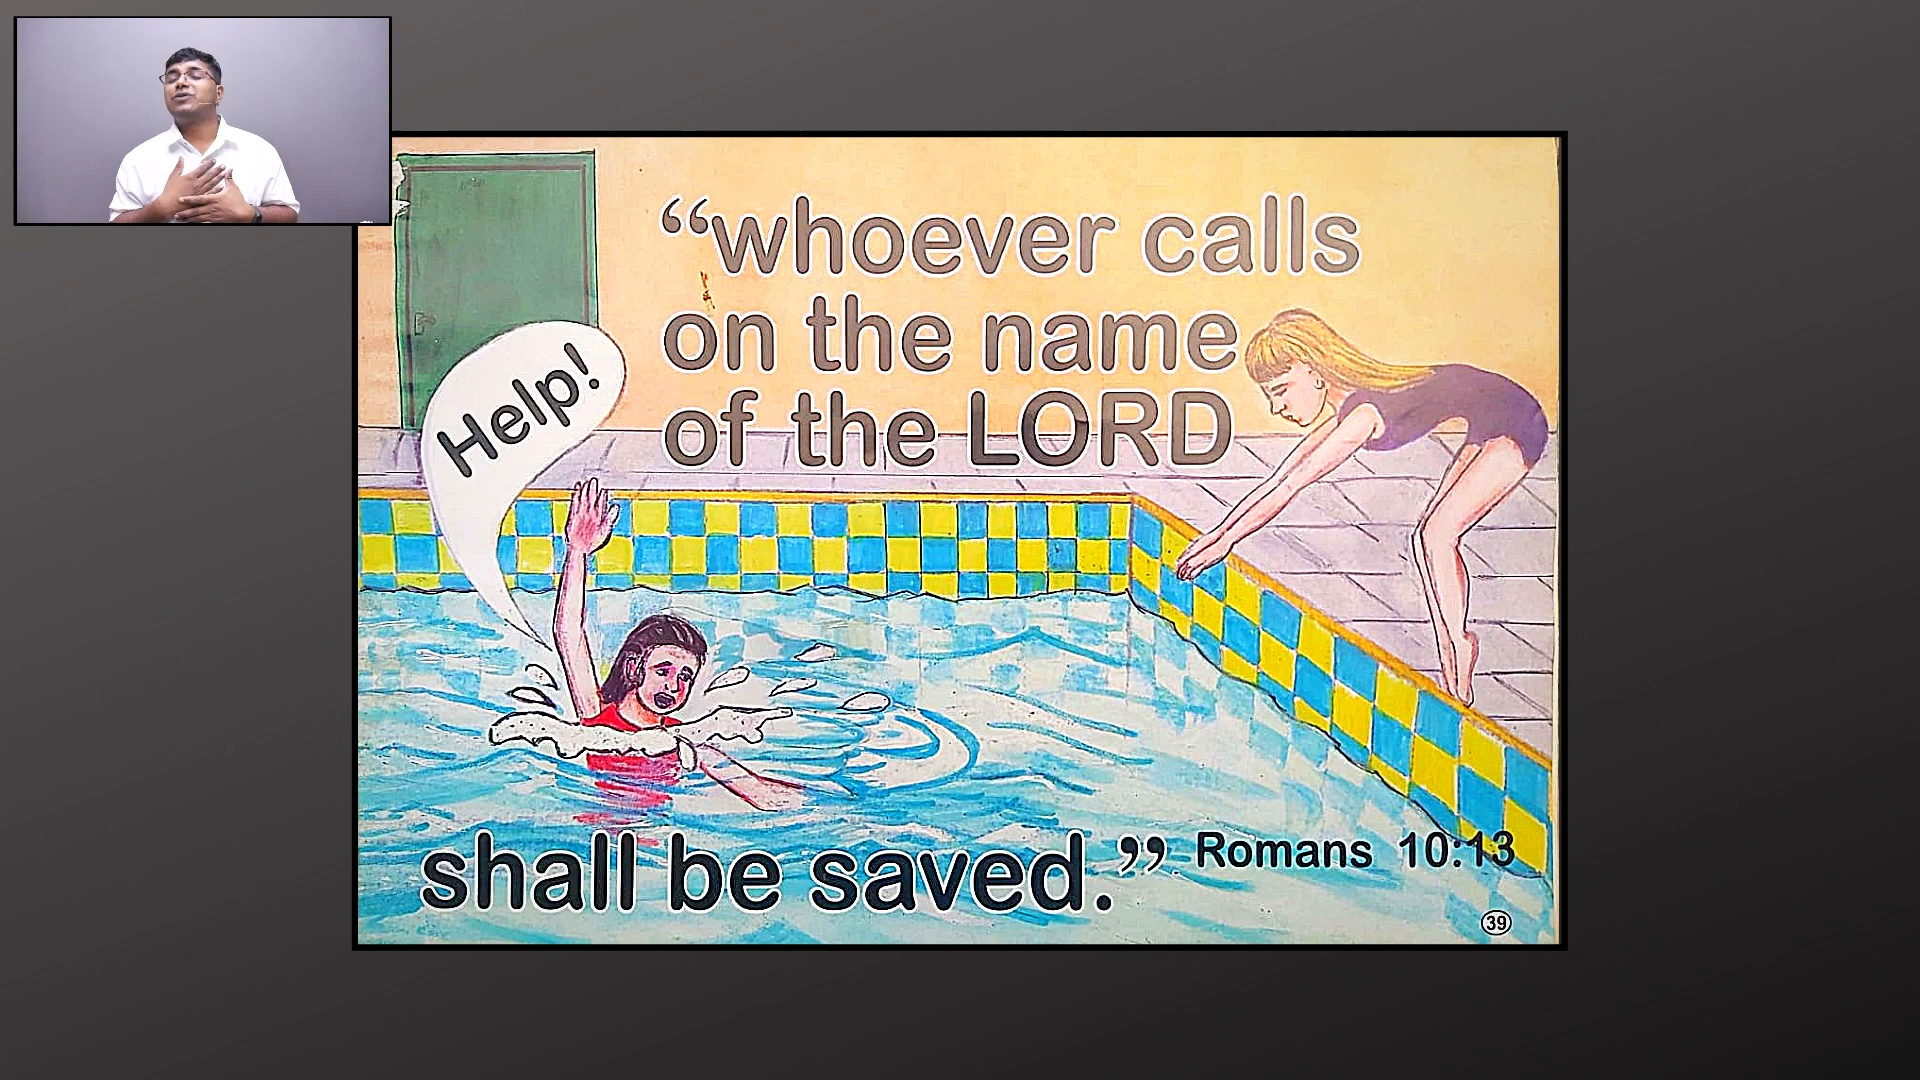 “whoever calls
on the name
of the LORD
Help!
shall be saved.”
Romans 10:13
39